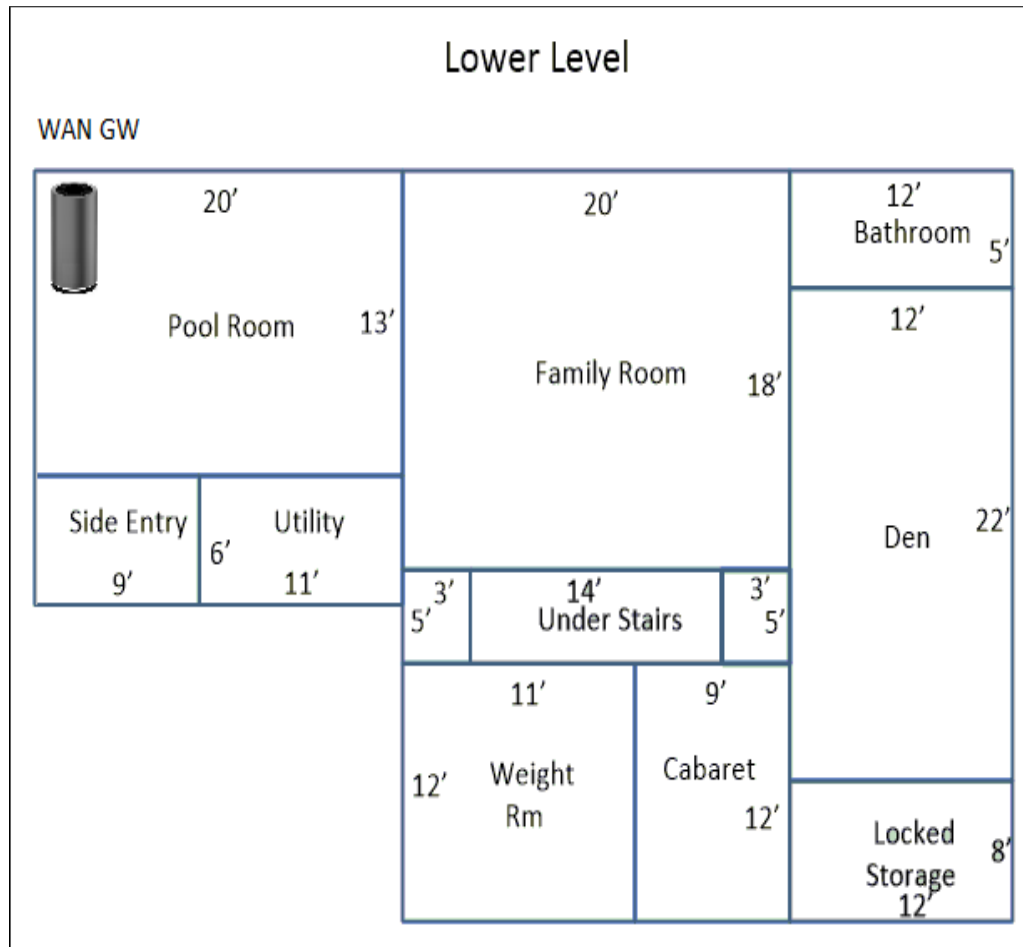 Lower Level
WAN GW
20’
Pool Room
13’
20’
Family Room
18’
12’
Bathroom
5’
12’
Den
22’
Side Entry
9’
6’
Utility
11’
3’
5’
14’
Under Stairs
3’
5’
11’
12’
Weight
Rm
9’
Cabaret
12’
Locked
Storage
8’
12’